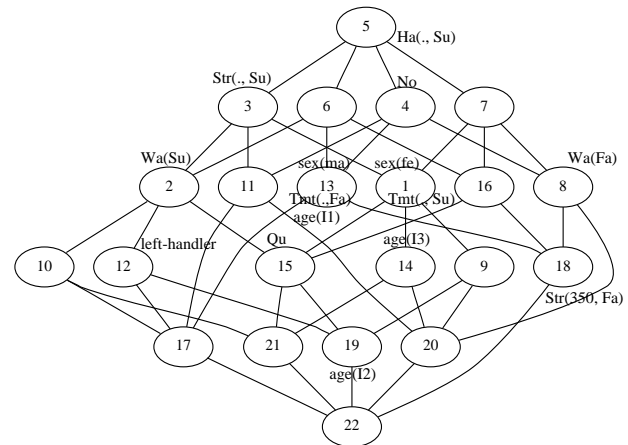 5
Ha(., Su)
Str(., Su)
No
3
6
4
7
Wa(Su)
sex(ma)
sex(fe)
Wa(Fa)
2
11
13
1
16
8
Tmt(.,Fa)
Tmt(., Su)
age(I1)
left-handler
Qu
age(I3)
10
12
15
14
9
18
Str(350, Fa)
17
21
19
20
age(I2)
22